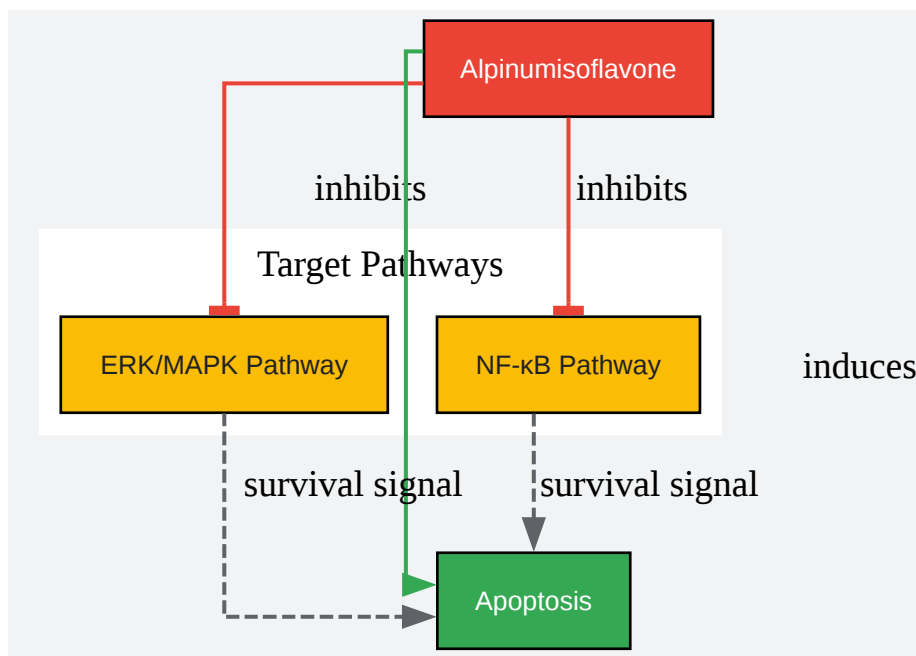 Alpinumisoflavone
inhibits
inhibits
Target Pathways
ERK/MAPK Pathway
NF-κB Pathway
induces
survival signal
survival signal
Apoptosis